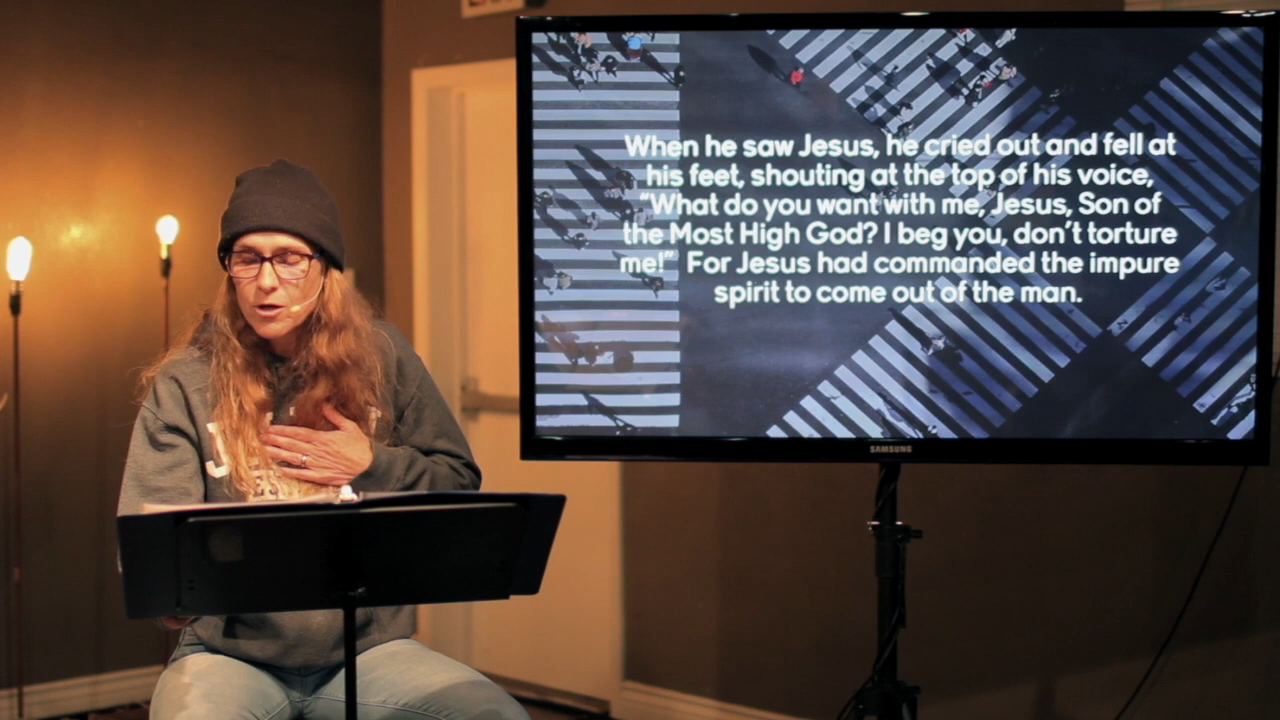 When he saw Jesus, he cried out and fell at
his feet, shouting at the top of his voice,
“What do you want with me, Jesus, Son of
the Most High God? I beg you, don’t torture
me!” For Jesus had commanded the impure
spirit to come out of the man.
SAMSUNG